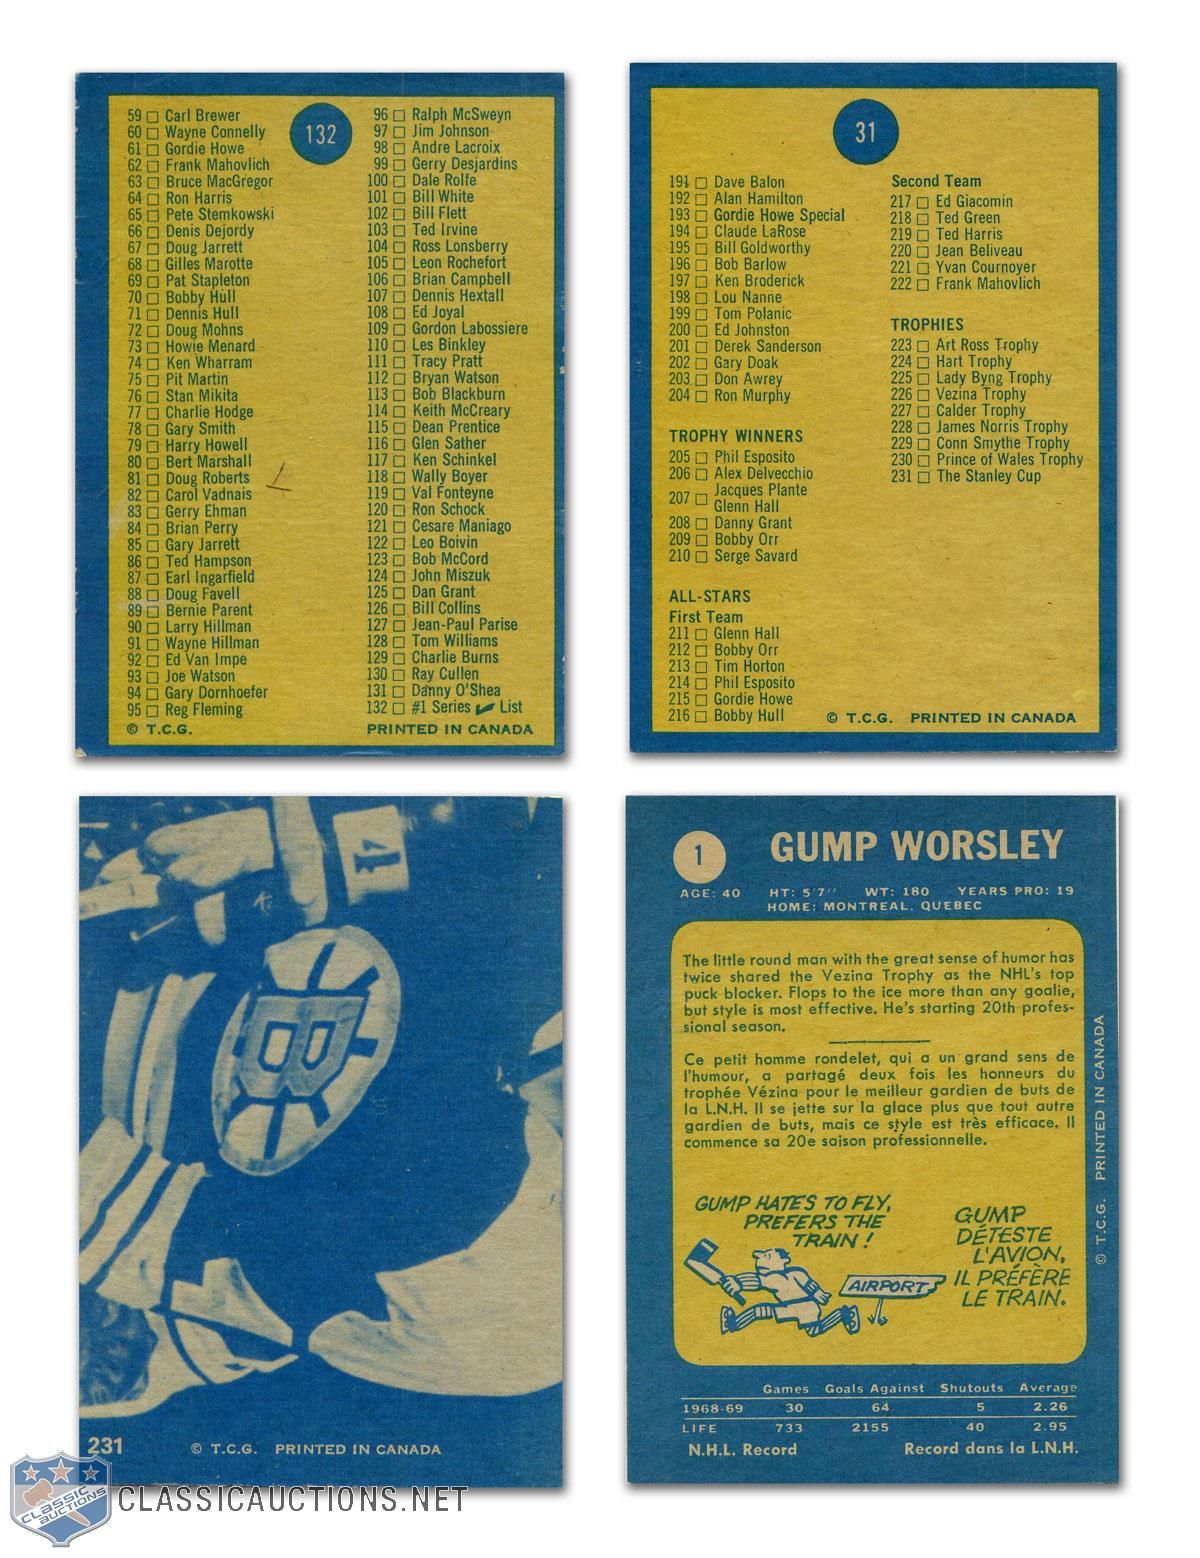 132
59 Carl Brewer
60 Wayne Connelly
61 Gordie Howe
62 Frank Mahovlich
63 Bruce MacGregor
64 Ron Harris
65 Pete Stemkowski
66 Denis Dejordy
67 Doug Jarrett
68 Gilles Marotte
69 Pat Stapleton
70 Bobby Hull
71 Dennis Hull
72 Doug Mohns
73 Howie Menard
74 Ken Wharram
75 Pit Martin
76 Stan Mikita
77 Charlie Hodge
78 Gary Smith
79 Harry Howell
80 Bert Marshall
81 Doug Roberts
82 Carol Vadnais
83 Gerry Ehman
84 Brian Perry
85 Gary Jarrett
86 Ted Hampson
87 Earl Ingarfield
88 Doug Favell
89 Bernie Parent
90 Larry Hillman
91 Wayne Hillman
92 Ed Van Impe
93 Joe Watson
94 Gary Dornhoefer
95 Reg Fleming
96 Ralph McSweyn
97 Jim Johnson
98 Andre Lacroix
99 Gerry Desjardins
100 Dale Rolfe
101 Bill White
102 Bill Flett
103 Ted Irvine
104 Ross Lonsberry
105 Leon Rochefort
106 Brian Campbell
107 Dennis Hextall
108 Ed Joyal
109 Gordon Labossiere
110 Les Binkley
111 Tracy Pratt
112 Bryan Watson
113 Bob Blackburn
114 Keith McCreary
115 Dean Prentice
116 Glen Sather
117 Ken Schinkel
118 Wally Boyer
119 Val Fonteyne
120 Ron Schock
121 Cesare Maniago
122 Leo Boivin
123 Bob McCord
124 John Miszuk
125 Dan Grant
126 Bill Collins
127 Jean-Paul Parise
128 Tom Williams
129 Charlie Burns
130 Ray Cullen
131 Danny O'Shea
132 #1 Series List
© T.C.G. PRINTED IN CANADA
31
191 Dave Balon
192 Alan Hamilton
193 Gordie Howe Special
194 Claude LaRose
195 Bill Goldworthy
196 Bob Barlow
197 Ken Broderick
198 Lou Nanne
199 Tom Polanic
200 Ed Johnston
201 Derek Sanderson
202 Gary Doak
203 Don Awrey
204 Ron Murphy
TROPHY WINNERS
205 Phil Esposito
206 Alex Delvecchio
207 Jacques Plante
Glenn Hall
208 Danny Grant
209 Bobby Orr
210 Serge Savard
ALL-STARS
First Team
211 Glenn Hall
212 Bobby Orr
213 Tim Horton
214 Phil Esposito
215 Gordie Howe
216 Bobby Hull
Second Team
217 Ed Giacomin
218 Ted Green
219 Ted Harris
220 Jean Beliveau
221 Yvan Cournoyer
222 Frank Mahovlich
TROPHIES
223 Art Ross Trophy
224 Hart Trophy
225 Lady Byng Trophy
226 Vezina Trophy
227 Calder Trophy
228 James Norris Trophy
229 Conn Smythe Trophy
230 Prince of Wales Trophy
231 The Stanley Cup
© T.C.G. PRINTED IN CANADA
B
231 © T.C.G. PRINTED IN CANADA
1 GUMP WORSLEY
AGE: 40 HT: 5'7" WT: 180 YEARS PRO: 19
HOME: MONTREAL, QUEBEC
The little round man with the great sense of humor has
twice shared the Vezina Trophy as the NHL's top
puck blocker. Flops to the ice more than any goalie,
but style is most effective. He's starting 20th profes-
sional season.
Ce petit homme rondelet, qui a un grand sens de
l'humour, a partagé deux fois les honneurs du
trophée Vézina pour le meilleur gardien de buts de
la L.N.H. Il se jette sur la glace plus que tout autre
gardien de buts, mais ce style est très efficace. Il
commence sa 20e saison professionnelle.
GUMP HATES TO FLY,
PREFERS THE
TRAIN!
GUMP
DÉTESTE
L'AVION,
IL PRÉFÈRE
LE TRAIN.
AIRPORT
© T.C.G. PRINTED IN CANADA
Games Goals Against Shutouts Average
1968-69 30 64 5 2.26
LIFE 733 2155 40 2.95
N.H.L. Record Record dans la L.N.H.
CLASSIC
AUCTIONS
CLASSICAUCTIONS.NET